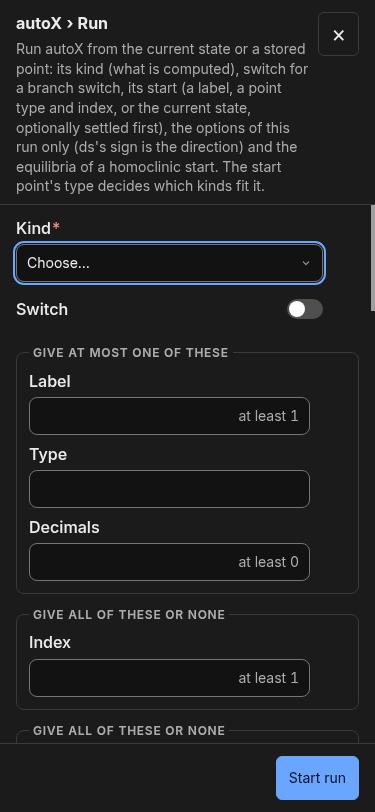 autoX › Run
Run autoX from the current state or a stored
point: its kind (what is computed), switch for
a branch switch, its start (a label, a point
type and index, or the current state,
optionally settled first), the options of this
run only (ds's sign is the direction) and the
equilibria of a homoclinic start. The start
point's type decides which kinds fit it.
Kind*
Choose...
Switch
GIVE AT MOST ONE OF THESE
Label
at least 1
Type
Decimals
at least 0
GIVE ALL OF THESE OR NONE
Index
at least 1
GIVE ALL OF THESE OR NONE
Start run